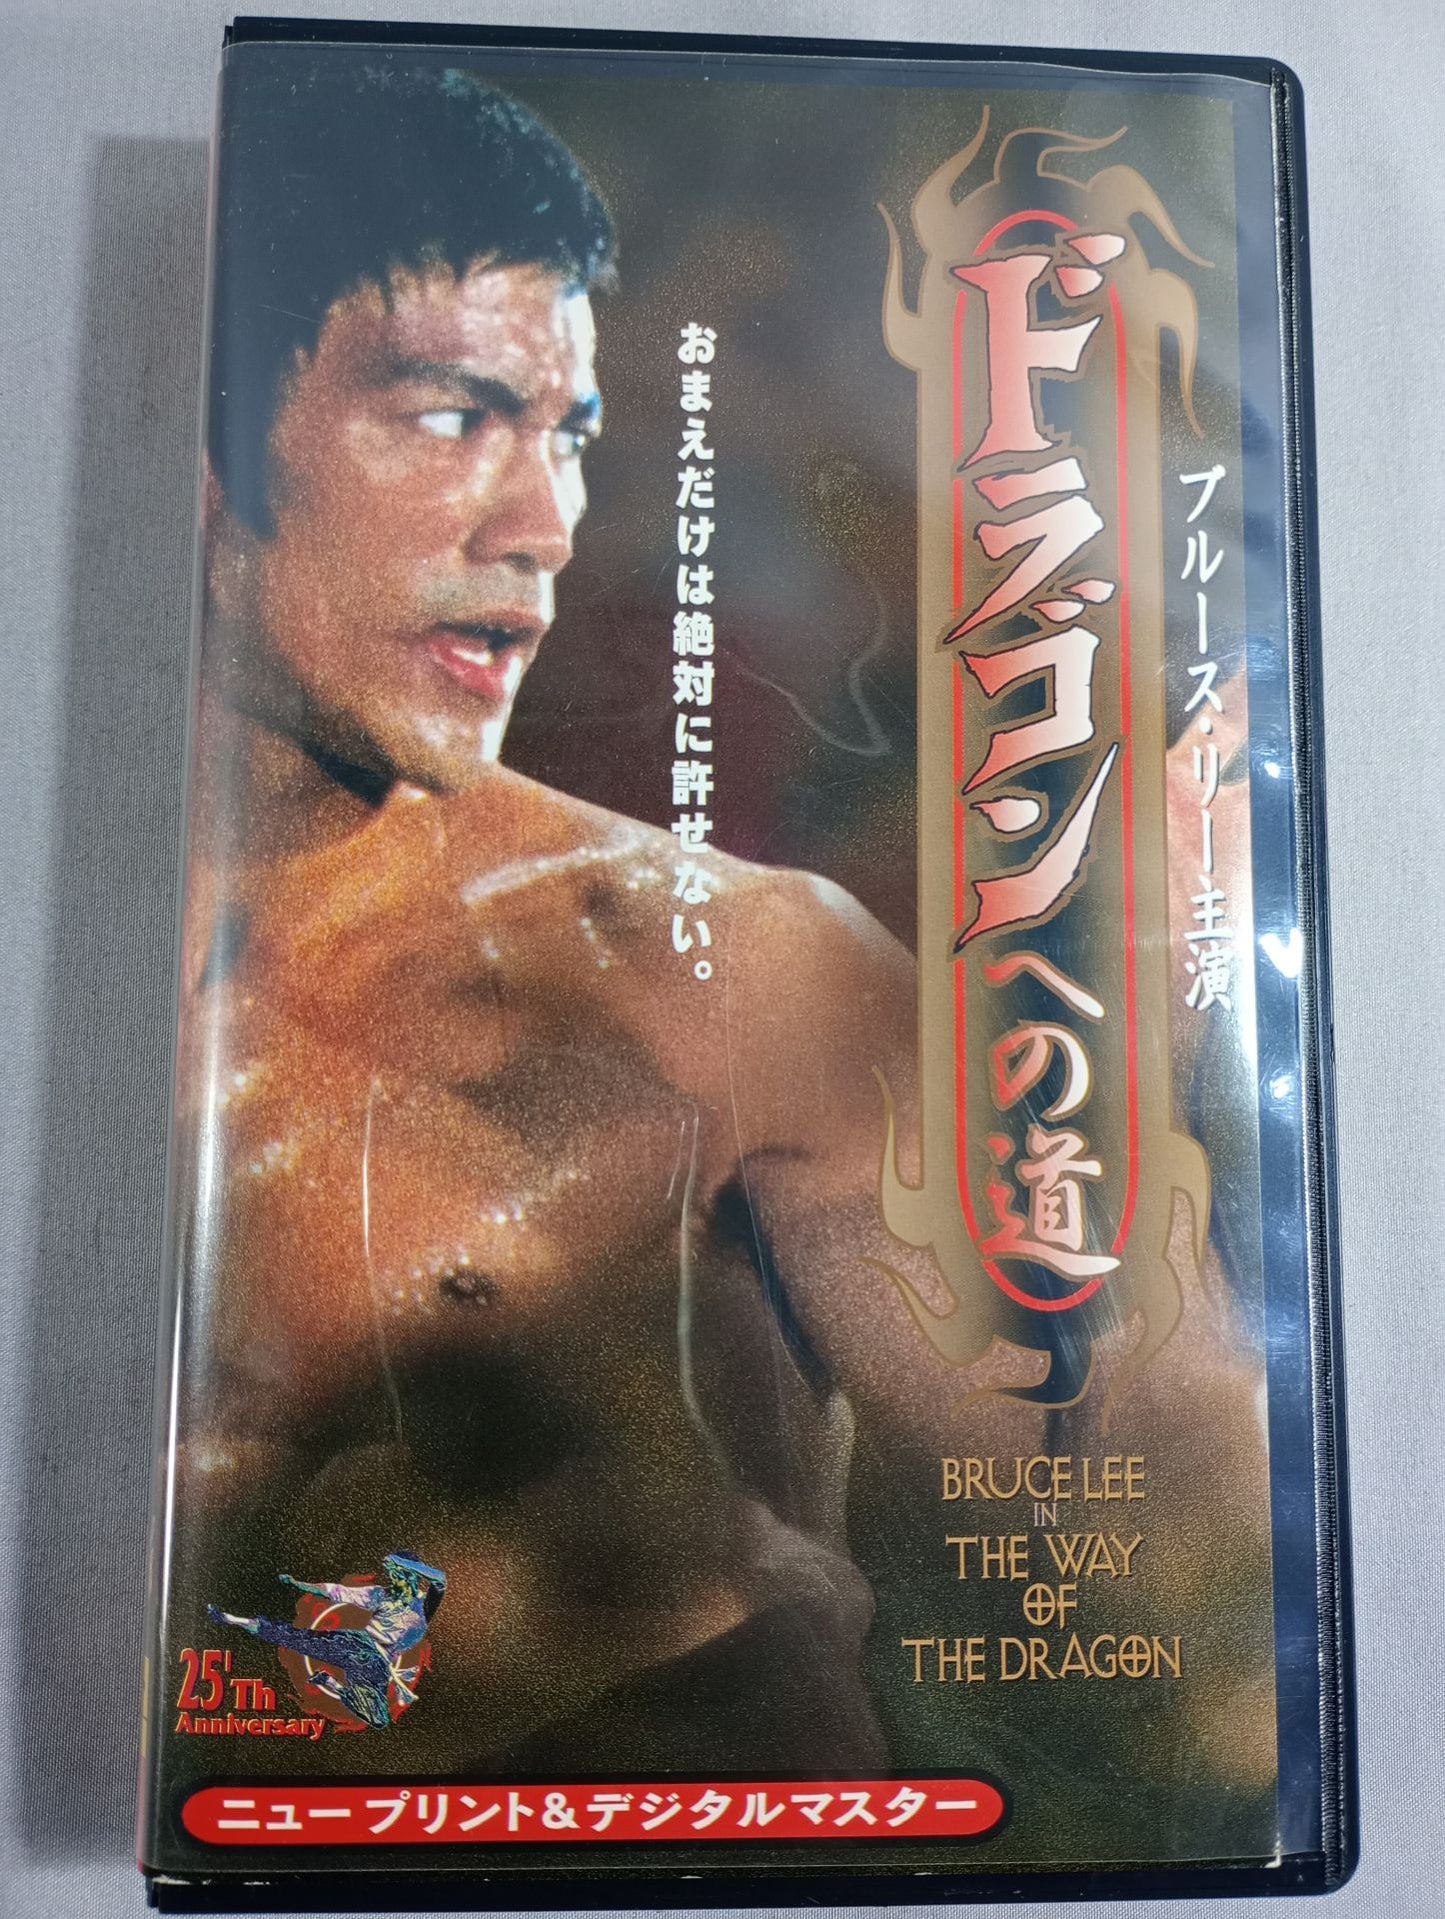 ブルース・リー主演
ドラゴンへの道
おまえだけは絶対に許せない。
BRUCE LEE
IN
THE WAY
OF
THE DRAGON
25'Th
Anniversary
ニュープリント&デジタルマスター